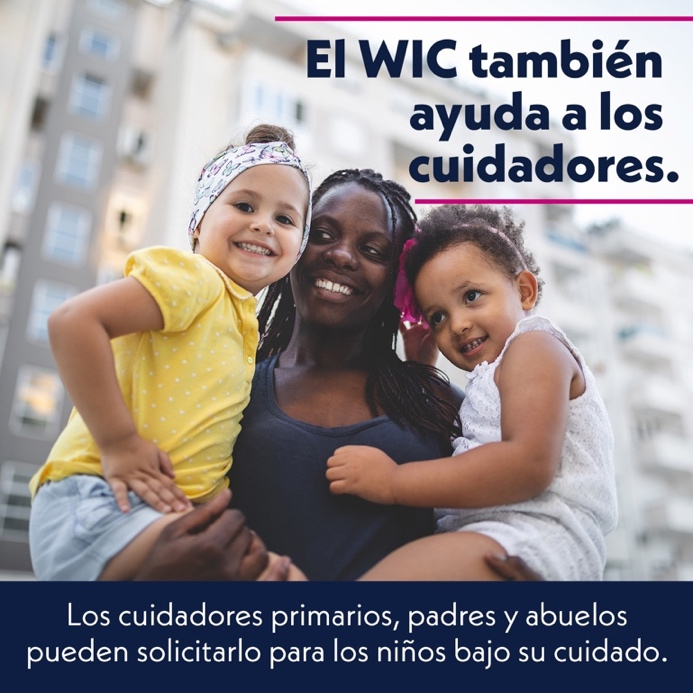 El WIC también
ayuda a los
cuidadores.
Los cuidadores primarios, padres y abuelos
pueden solicitarlo para los niños bajo su cuidado.